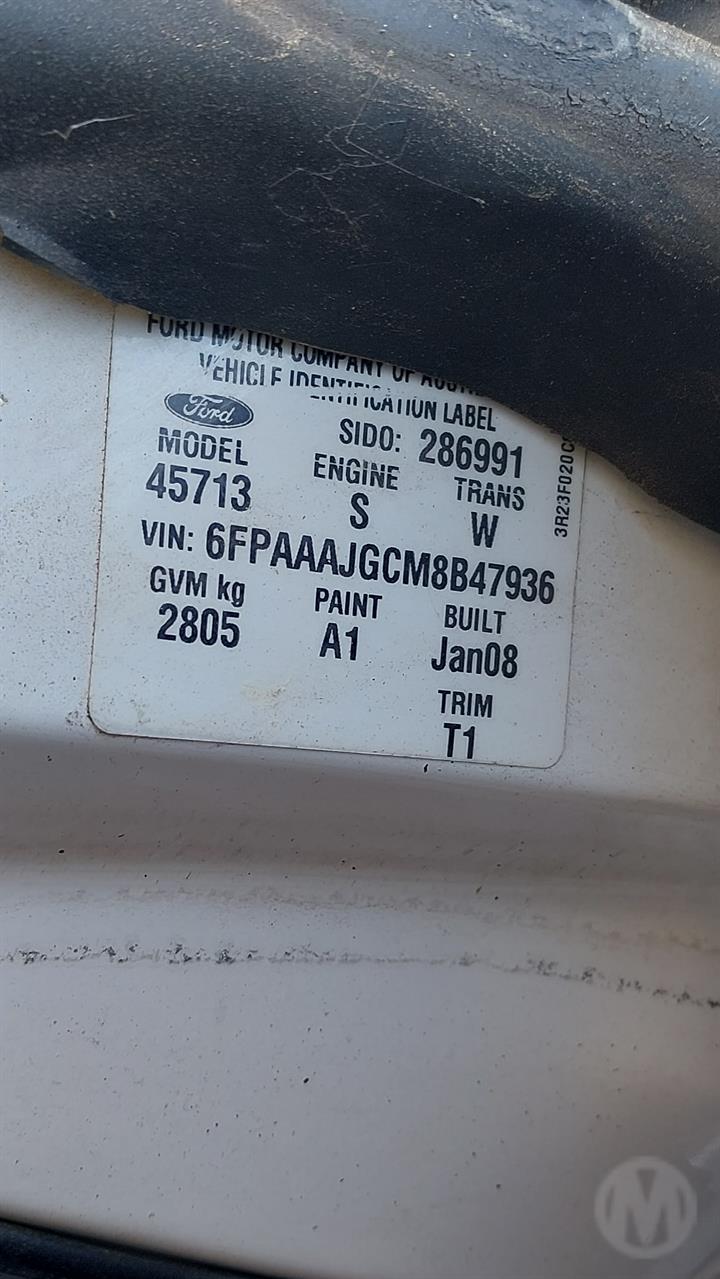 FORD MOTOR COMPANY OF
VEHICLE IDENTIFICATION LABEL
Ford
SIDO: 286991
MODEL ENGINE TRANS
45713 S W
VIN: 6FPAAAJGCM8B47936
GVM kg PAINT BUILT
2805 A1 Jan08
TRIM
T1
3R23F020C
M